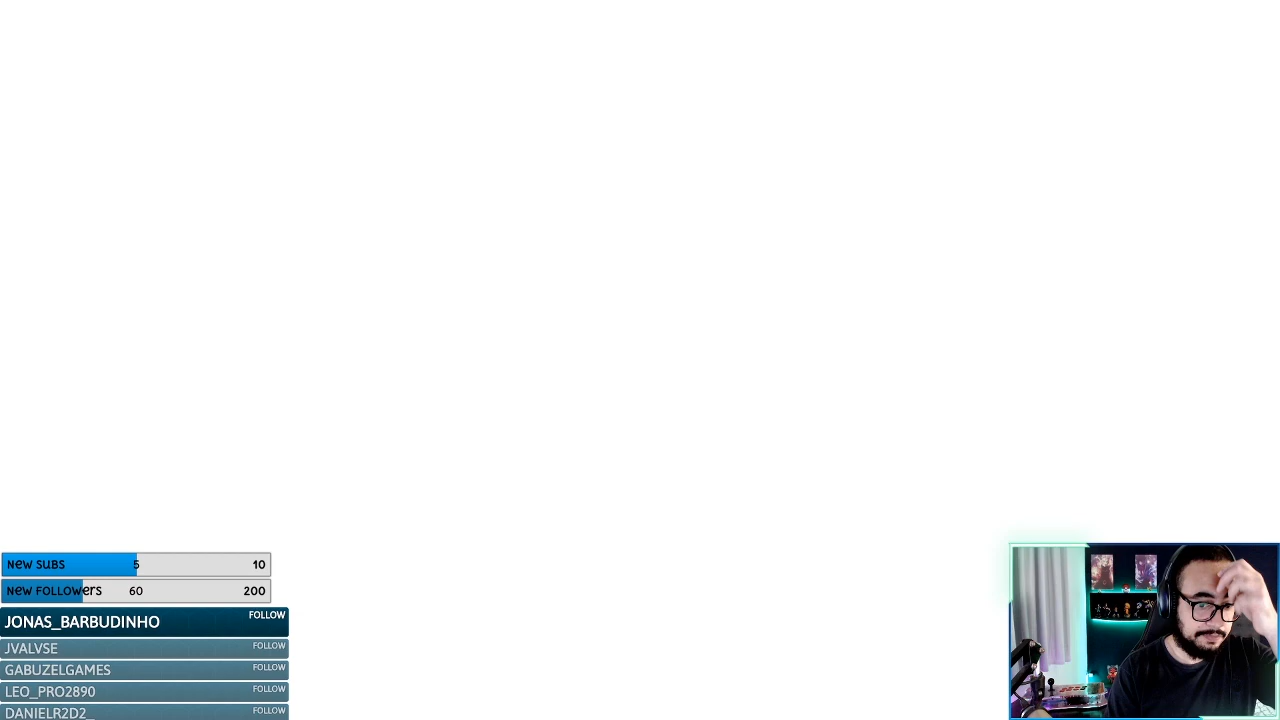 New Subs 5 10
New Followers 60 200
JONAS_BARBUDINHO FOLLOW
JVALVSE FOLLOW
GABUZELGAMES FOLLOW
LEO_PRO2890 FOLLOW
DANIELR2D2_ FOLLOW